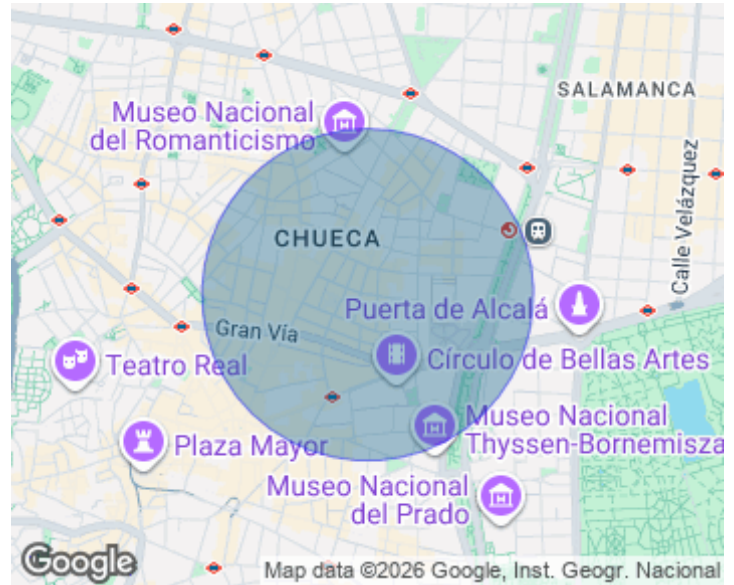 SALAMANCA
Museo Nacional
del Romanticismo
Calle Velázquez
CHUECA
Puerta de Alcalá
Gran Vía
Teatro Real
Círculo de Bellas Artes
Plaza Mayor
Museo Nacional
Thyssen-Bornemisza
Museo Nacional
del Prado
Google
Map data ©2026 Google, Inst. Geogr. Nacional